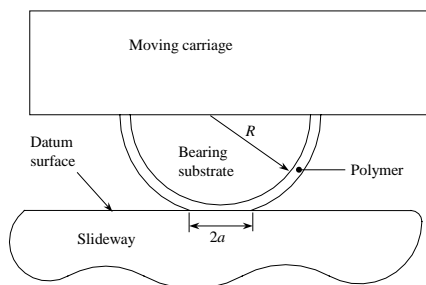 Moving carriage
R
Datum
surface
Bearing
substrate
Polymer
Slideway
2a